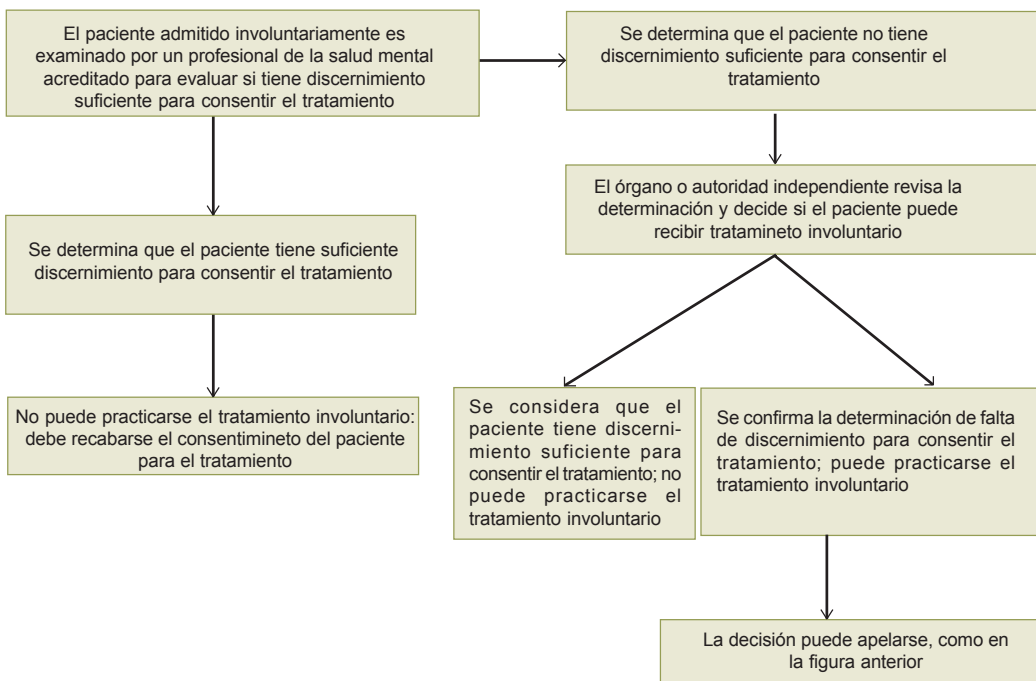 El paciente admitido involuntariamente es
examinado por un profesional de la salud mental
acreditado para evaluar si tiene discernimiento
suficiente para consentir el tratamiento
Se determina que el paciente no tiene
discernimiento suficiente para consentir el
tratamiento
El órgano o autoridad independiente revisa la
determinación y decide si el paciente puede
recibir tratamineto involuntario
Se determina que el paciente tiene suficiente
discernimiento para consentir el tratamiento
No puede practicarse el tratamiento involuntario:
debe recabarse el consentimineto del paciente
para el tratamiento
Se considera que el
paciente tiene discerni-
miento suficiente para
consentir el tratamiento; no
puede practicarse el
tratamiento involuntario
Se confirma la determinación de falta
de discernimiento para consentir el
tratamiento; puede practicarse el
tratamiento involuntario
La decisión puede apelarse, como en
la figura anterior